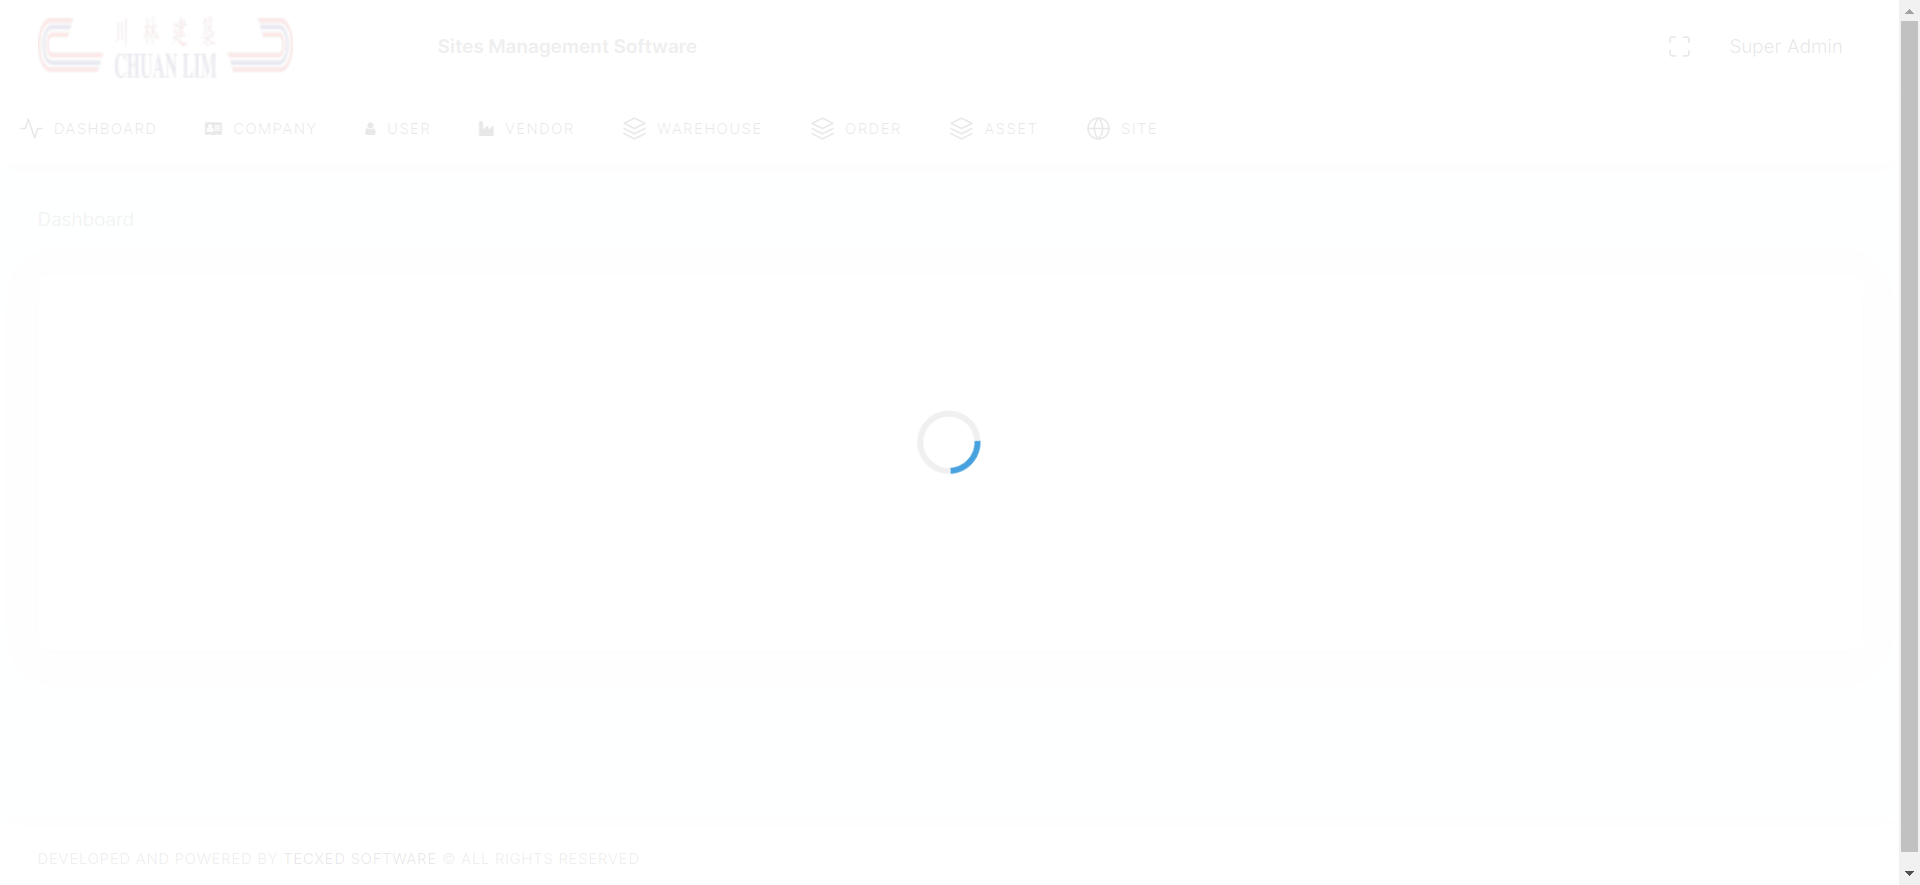 川林建築
CHUAN LIM
Sites Management Software
Super Admin
DASHBOARD
COMPANY
USER
VENDOR
WAREHOUSE
ORDER
ASSET
SITE
Dashboard
DEVELOPED AND POWERED BY TECXED SOFTWARE © ALL RIGHTS RESERVED